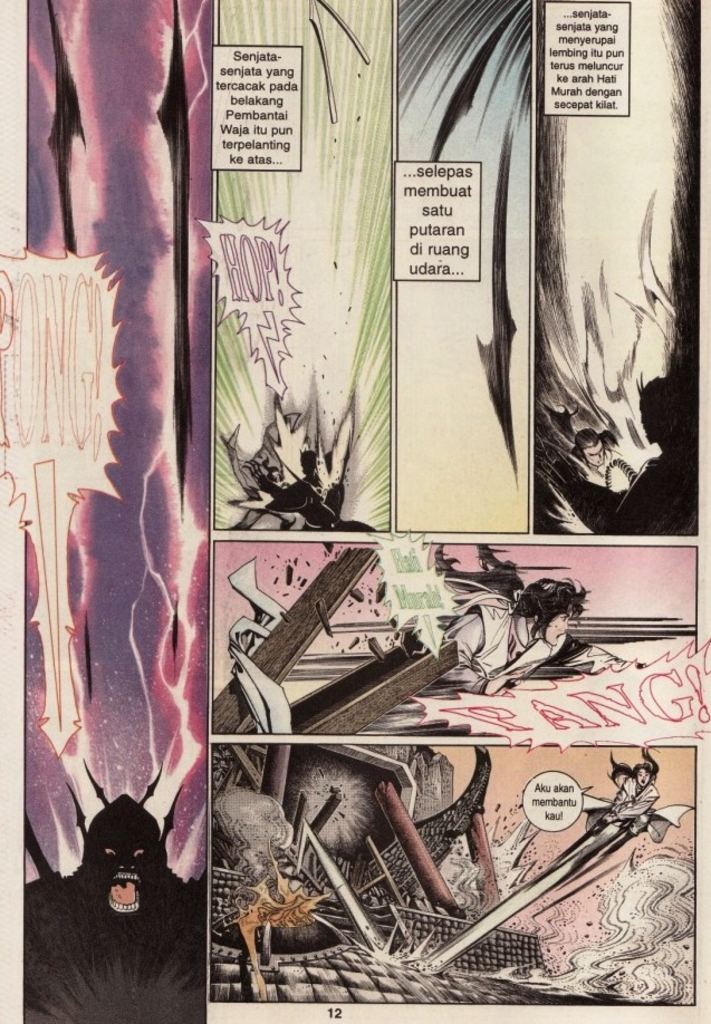 PONG!
Senjata-
senjata yang
tercacak pada
belakang
Pembantai
Waja itu pun
terpelanting
ke atas...
HOP!
...selepas
membuat
satu
putaran
di ruang
udara...
...senjata-
senjata yang
menyerupai
lembing itu pun
terus meluncur
ke arah Hati
Murah dengan
secepat kilat.
Hati
Murah!
PANG!
Aku akan
membantu
kau!
12